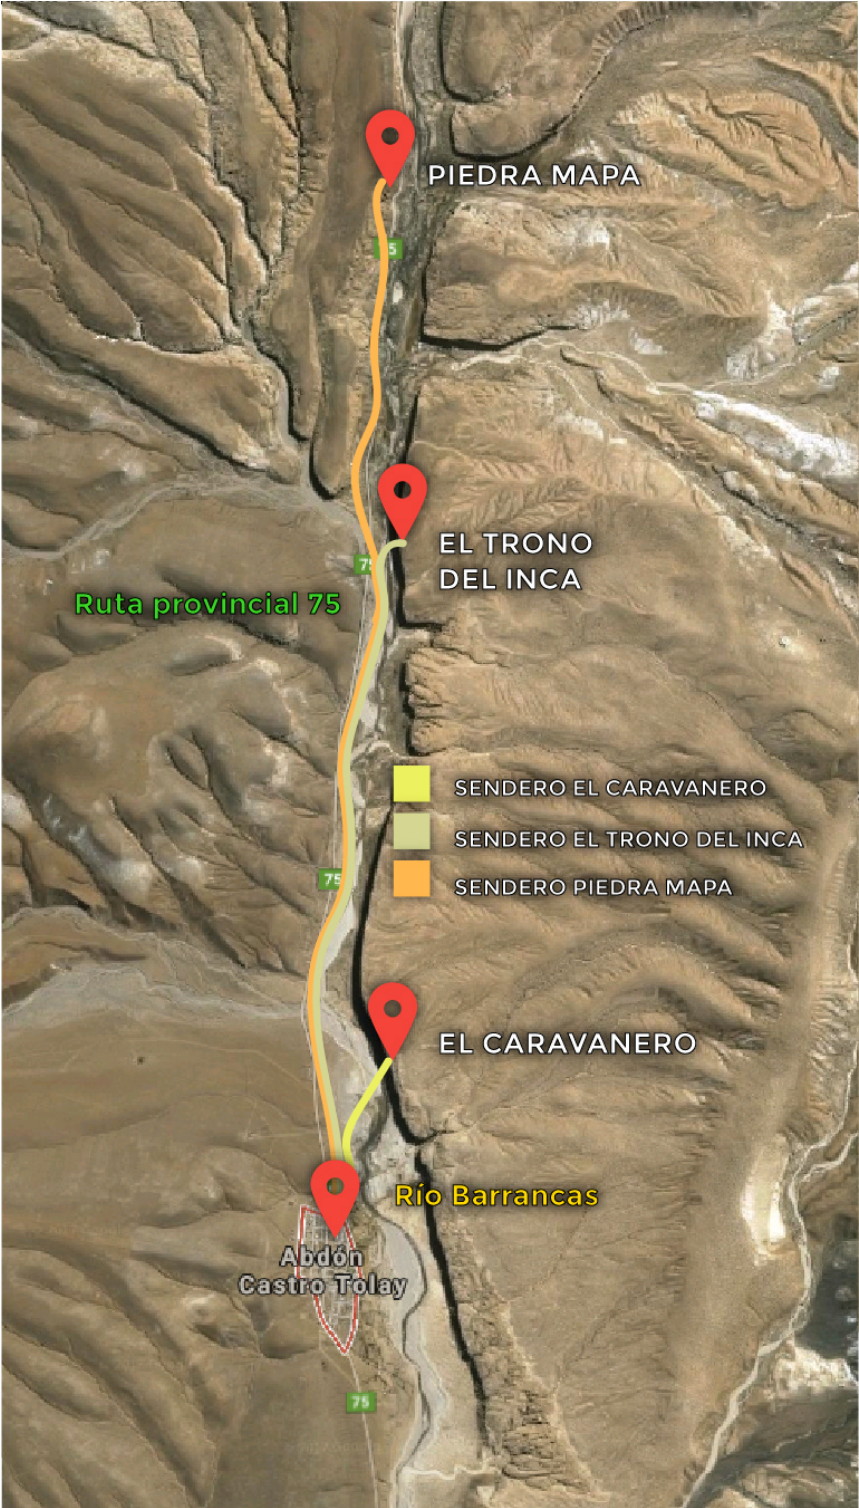 PIEDRA MAPA
75
EL TRONO
DEL INCA
75
Ruta provincial 75
SENDERO EL CARAVANERO
SENDERO EL TRONO DEL INCA
75
SENDERO PIEDRA MAPA
EL CARAVANERO
Río Barrancas
Abdón
Castro Tolay
75